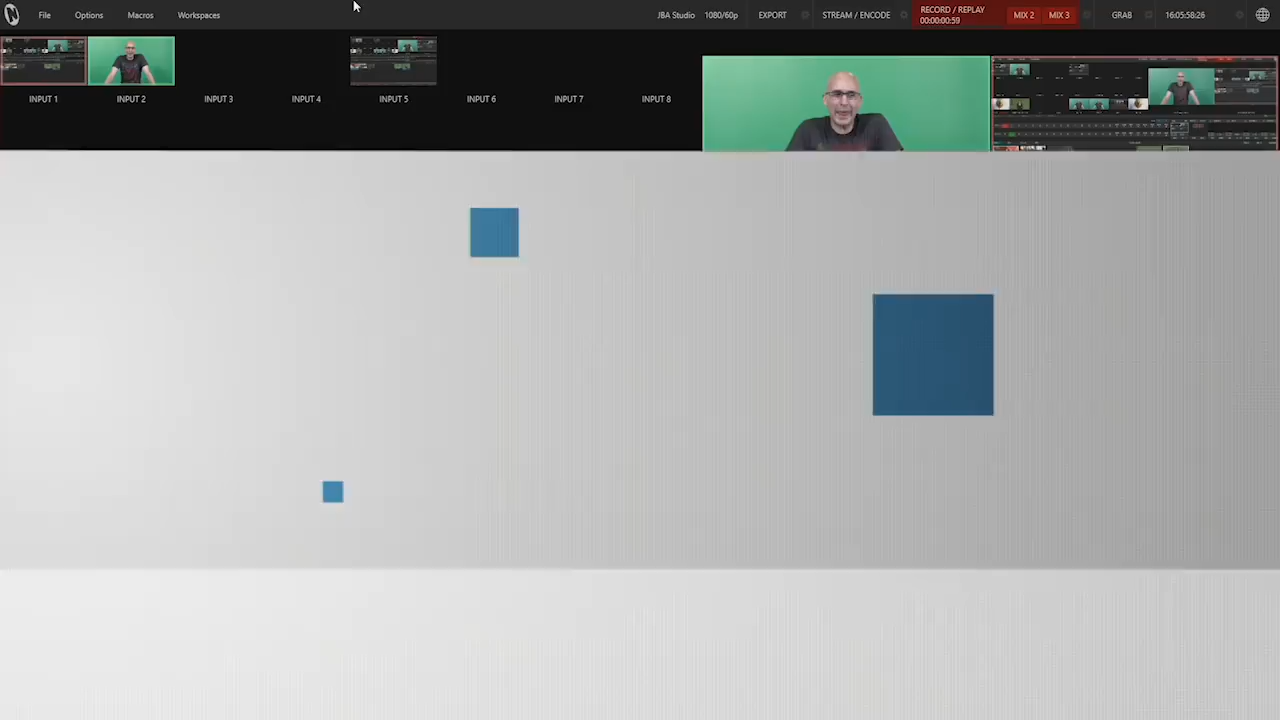 File Options Macros Workspaces JBA Studio 1080/60p EXPORT STREAM / ENCODE RECORD / REPLAY MIX 2 MIX 3 GRAB 16:05:58:26
00:00:00:59
INPUT 1 INPUT 2 INPUT 3 INPUT 4 INPUT 5 INPUT 6 INPUT 7 INPUT 8